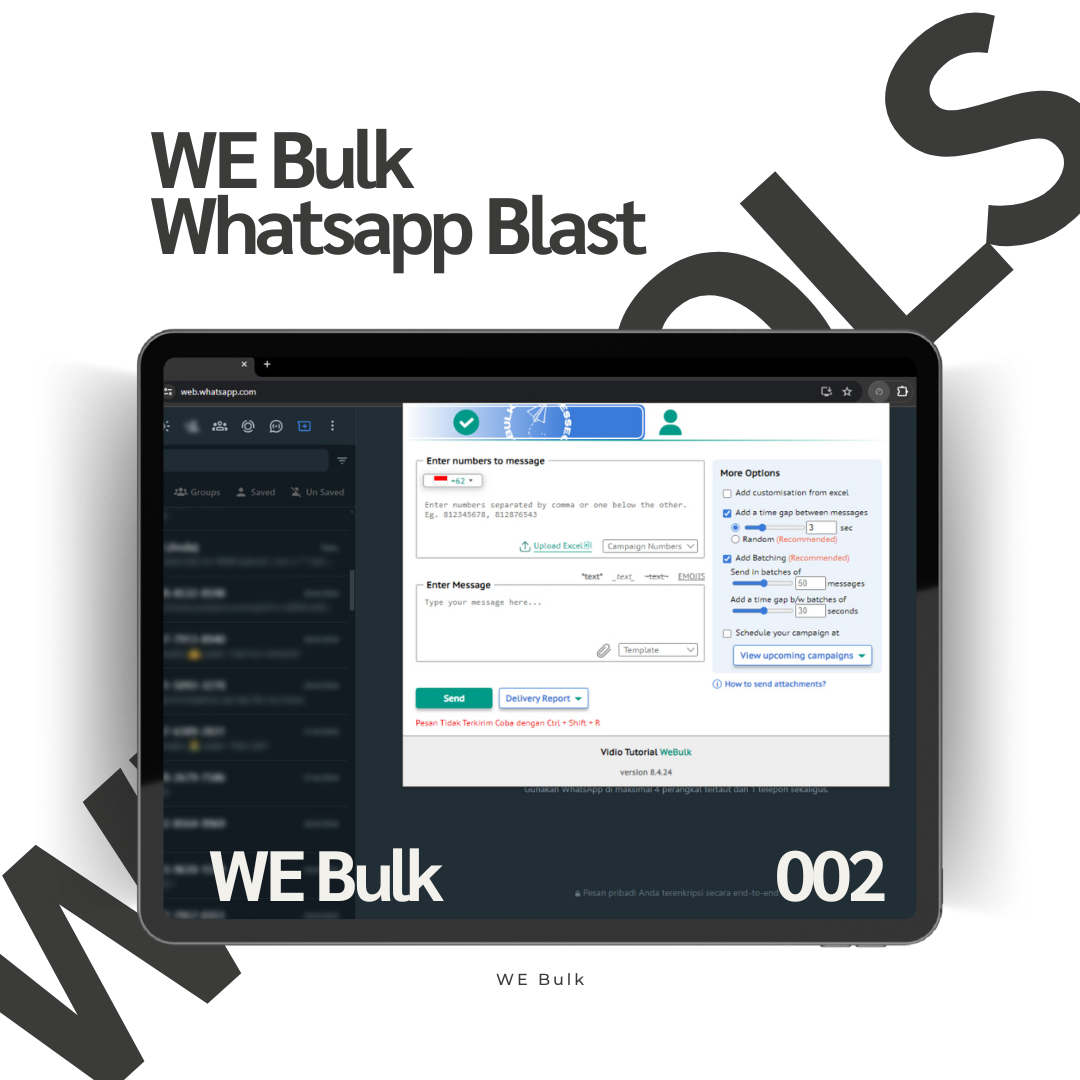 WE Bulk
Whatsapp Blast
web.whatsapp.com
Groups
Saved
Un Saved
BULK
Enter numbers to message
+62
Enter numbers separated by comma or one below the other.
Eg. 812345678, 812876543
Upload Excel
Campaign Numbers
*text* _text_ ~text~ EMOJIS
Enter Message
Type your message here...
Template
Send
Delivery Report
Pesan Tidak Terkirim Coba dengan Ctrl + Shift + R
More Options
Add customisation from excel
Add a time gap between messages
3 sec
Random (Recommended)
Add Batching (Recommended)
Send in batches of
50 messages
Add a time gap b/w batches of
30 seconds
Schedule your campaign at
View upcoming campaigns
How to send attachments?
Vidio Tutorial WeBulk
version 8.4.24
Gunakan WhatsApp di maksimal 4 perangkat tertaut dan 1 telepon sekaligus.
Pesan pribadi Anda terenkripsi secara end-to-end
WE Bulk
002
WE Bulk